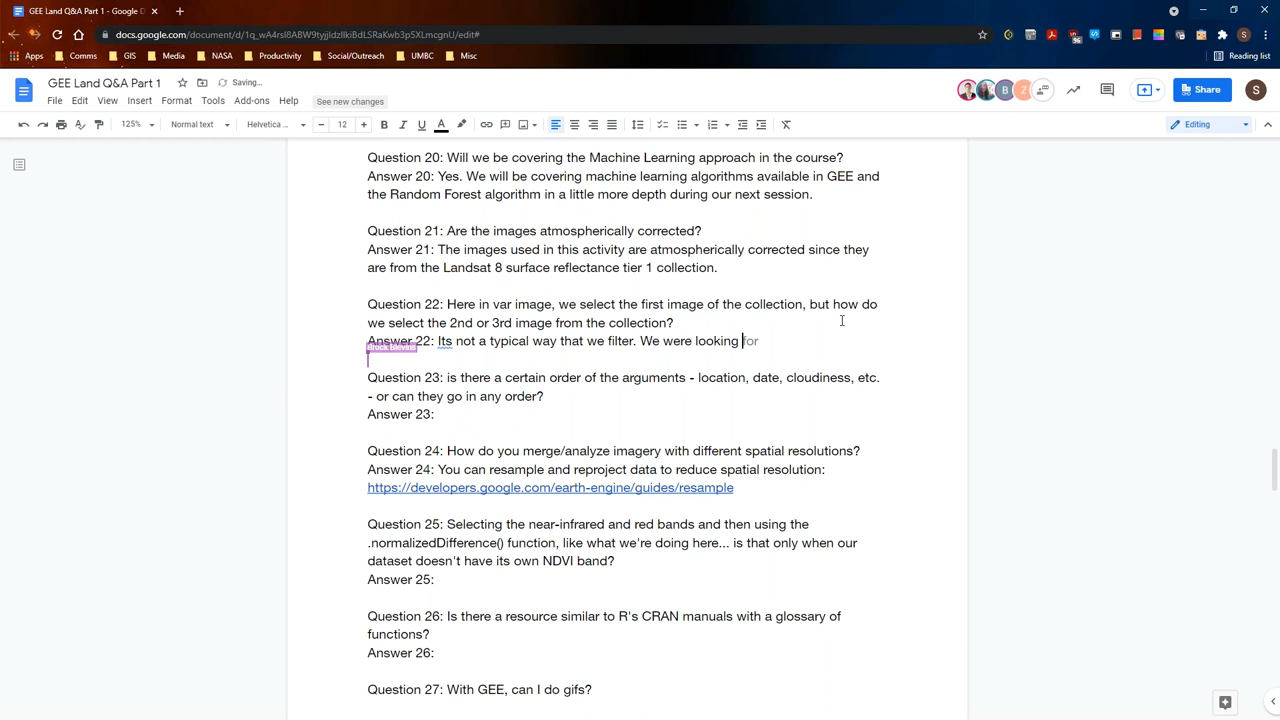 GEE Land Q&A Part 1 - Google D
docs.google.com/document/d/1q_wA4rsI8ABW9tyjjIdzIIkiBdLSRaKwb3p5XLmcgnU/edit#
Apps Comms GIS Media NASA Productivity Social/Outreach UMBC Misc Reading list
GEE Land Q&A Part 1 Saving...
File Edit View Insert Format Tools Add-ons Help See new changes
B Z Share S
125% Normal text Helvetica ... 12 B I U A Editing
Question 20: Will we be covering the Machine Learning approach in the course?
Answer 20: Yes. We will be covering machine learning algorithms available in GEE and
the Random Forest algorithm in a little more depth during our next session.
Question 21: Are the images atmospherically corrected?
Answer 21: The images used in this activity are atmospherically corrected since they
are from the Landsat 8 surface reflectance tier 1 collection.
Question 22: Here in var image, we select the first image of the collection, but how do
we select the 2nd or 3rd image from the collection?
Answer 22: Its not a typical way that we filter. We were looking for
Brock Blevins
Question 23: is there a certain order of the arguments - location, date, cloudiness, etc.
- or can they go in any order?
Answer 23:
Question 24: How do you merge/analyze imagery with different spatial resolutions?
Answer 24: You can resample and reproject data to reduce spatial resolution:
https://developers.google.com/earth-engine/guides/resample
Question 25: Selecting the near-infrared and red bands and then using the
.normalizedDifference() function, like what we're doing here... is that only when our
dataset doesn't have its own NDVI band?
Answer 25:
Question 26: Is there a resource similar to R's CRAN manuals with a glossary of
functions?
Answer 26:
Question 27: With GEE, can I do gifs?